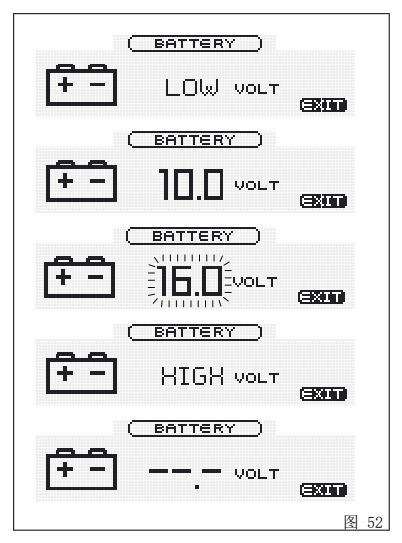 BATTERY
+ - LOW VOLT
EXIT
BATTERY
+ - 10.0 VOLT
EXIT
BATTERY
+ - 16.0 VOLT
EXIT
BATTERY
+ - HIGH VOLT
EXIT
BATTERY
+ - --.- VOLT
EXIT
图 52